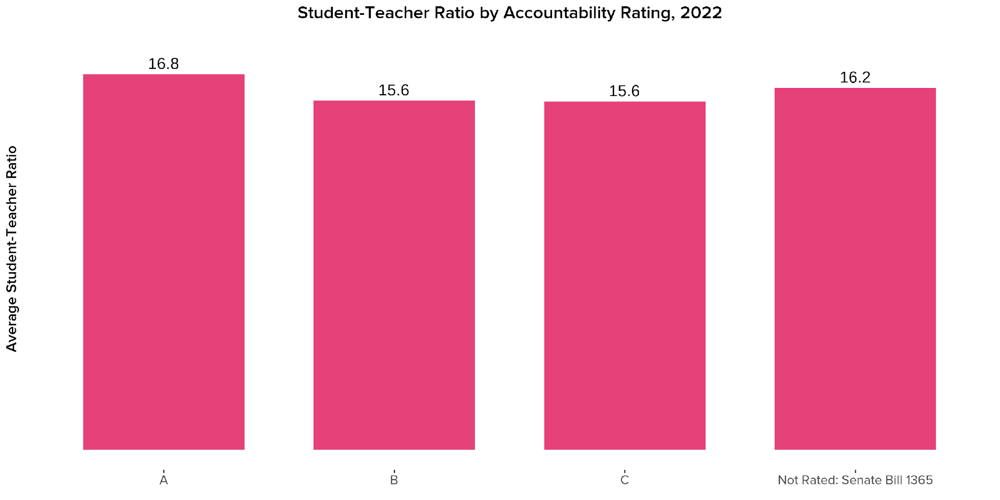 Student-Teacher Ratio by Accountability Rating, 2022
16.8
15.6
15.6
16.2
Average Student-Teacher Ratio
A
B
C
Not Rated: Senate Bill 1365